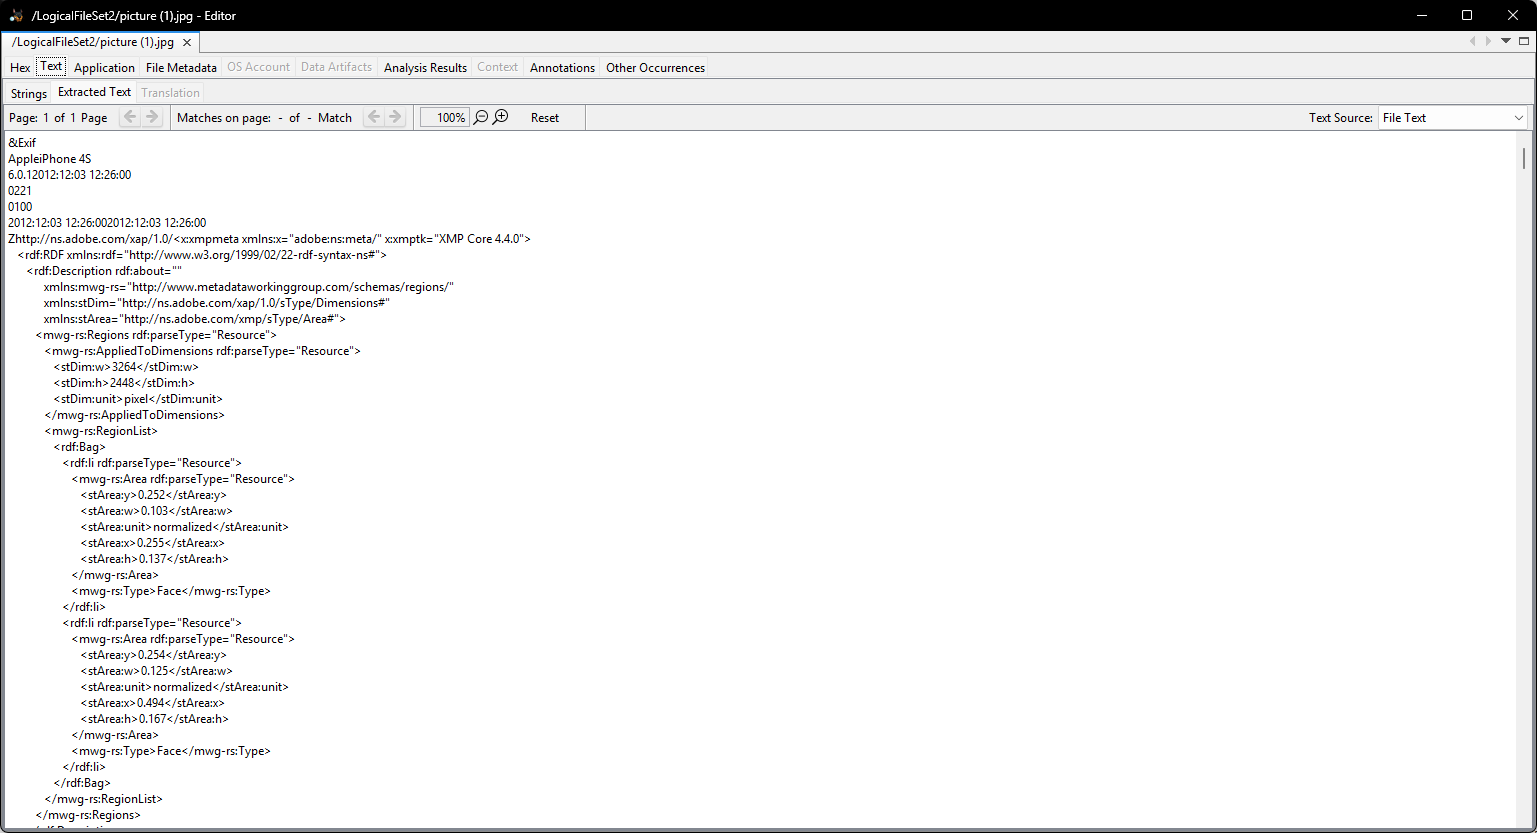 /LogicalFileSet2/picture (1).jpg - Editor
/LogicalFileSet2/picture (1).jpg
Hex Text Application File Metadata OS Account Data Artifacts Analysis Results Context Annotations Other Occurrences
Strings Extracted Text Translation
Page: 1 of 1 Page Matches on page: - of - Match 100% Reset Text Source: File Text
&Exif
AppleiPhone 4S
6.0.12012:12:03 12:26:00
0221
0100
2012:12:03 12:26:002012:12:03 12:26:00
Zhttp://ns.adobe.com/xap/1.0/<x:xmpmeta xmlns:x="adobe:ns:meta/" x:xmptk="XMP Core 4.4.0">
<rdf:RDF xmlns:rdf="http://www.w3.org/1999/02/22-rdf-syntax-ns#">
<rdf:Description rdf:about=""
xmlns:mwg-rs="http://www.metadataworkinggroup.com/schemas/regions/"
xmlns:stDim="http://ns.adobe.com/xap/1.0/sType/Dimensions#"
xmlns:stArea="http://ns.adobe.com/xmp/sType/Area#">
<mwg-rs:Regions rdf:parseType="Resource">
<mwg-rs:AppliedToDimensions rdf:parseType="Resource">
<stDim:w>3264</stDim:w>
<stDim:h>2448</stDim:h>
<stDim:unit>pixel</stDim:unit>
</mwg-rs:AppliedToDimensions>
<mwg-rs:RegionList>
<rdf:Bag>
<rdf:li rdf:parseType="Resource">
<mwg-rs:Area rdf:parseType="Resource">
<stArea:y>0.252</stArea:y>
<stArea:w>0.103</stArea:w>
<stArea:unit>normalized</stArea:unit>
<stArea:x>0.255</stArea:x>
<stArea:h>0.137</stArea:h>
</mwg-rs:Area>
<mwg-rs:Type>Face</mwg-rs:Type>
</rdf:li>
<rdf:li rdf:parseType="Resource">
<mwg-rs:Area rdf:parseType="Resource">
<stArea:y>0.254</stArea:y>
<stArea:w>0.125</stArea:w>
<stArea:unit>normalized</stArea:unit>
<stArea:x>0.494</stArea:x>
<stArea:h>0.167</stArea:h>
</mwg-rs:Area>
<mwg-rs:Type>Face</mwg-rs:Type>
</rdf:li>
</rdf:Bag>
</mwg-rs:RegionList>
</mwg-rs:Regions>